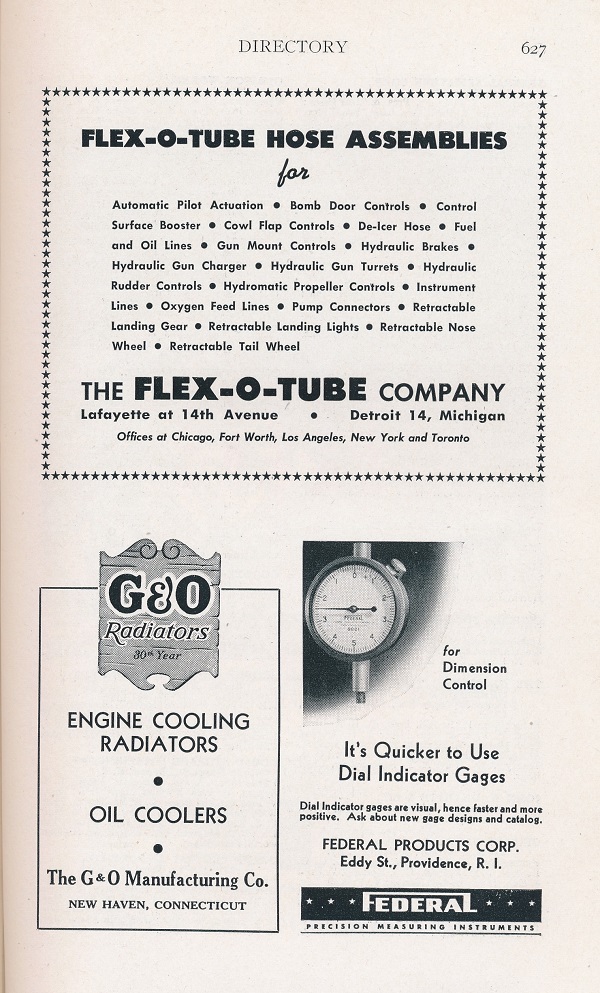 DIRECTORY 627
FLEX-O-TUBE HOSE ASSEMBLIES
for
Automatic Pilot Actuation • Bomb Door Controls • Control
Surface Booster • Cowl Flap Controls • De-Icer Hose • Fuel
and Oil Lines • Gun Mount Controls • Hydraulic Brakes •
Hydraulic Gun Charger • Hydraulic Gun Turrets • Hydraulic
Rudder Controls • Hydromatic Propeller Controls • Instrument
Lines • Oxygen Feed Lines • Pump Connectors • Retractable
Landing Gear • Retractable Landing Lights • Retractable Nose
Wheel • Retractable Tail Wheel
THE FLEX-O-TUBE COMPANY
Lafayette at 14th Avenue • Detroit 14, Michigan
Offices at Chicago, Fort Worth, Los Angeles, New York and Toronto
G&O
Radiators
30th Year
ENGINE COOLING
RADIATORS
•
OIL COOLERS
•
The G&O Manufacturing Co.
NEW HAVEN, CONNECTICUT
FEDERAL
for
Dimension
Control
It's Quicker to Use
Dial Indicator Gages
Dial Indicator gages are visual, hence faster and more
positive. Ask about new gage designs and catalog.
FEDERAL PRODUCTS CORP.
Eddy St., Providence, R. I.
FEDERAL
PRECISION MEASURING INSTRUMENTS